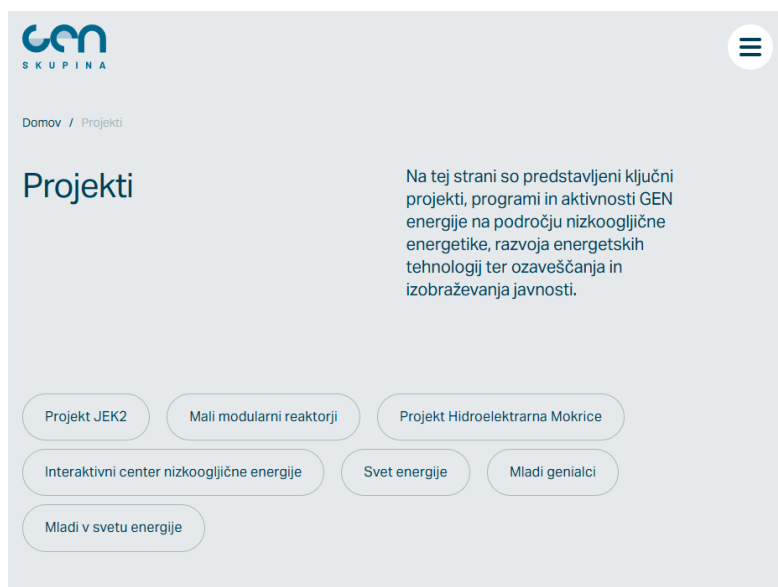 gen
SKUPINA
Domov / Projekti
Projekti
Na tej strani so predstavljeni ključni
projekti, programi in aktivnosti GEN
energije na področju nizkoogljične
energetike, razvoja energetskih
tehnologij ter ozaveščanja in
izobraževanja javnosti.
Projekt JEK2
Mali modularni reaktorji
Projekt Hidroelektrarna Mokrice
Interaktivni center nizkoogljične energije
Svet energije
Mladi genialci
Mladi v svetu energije